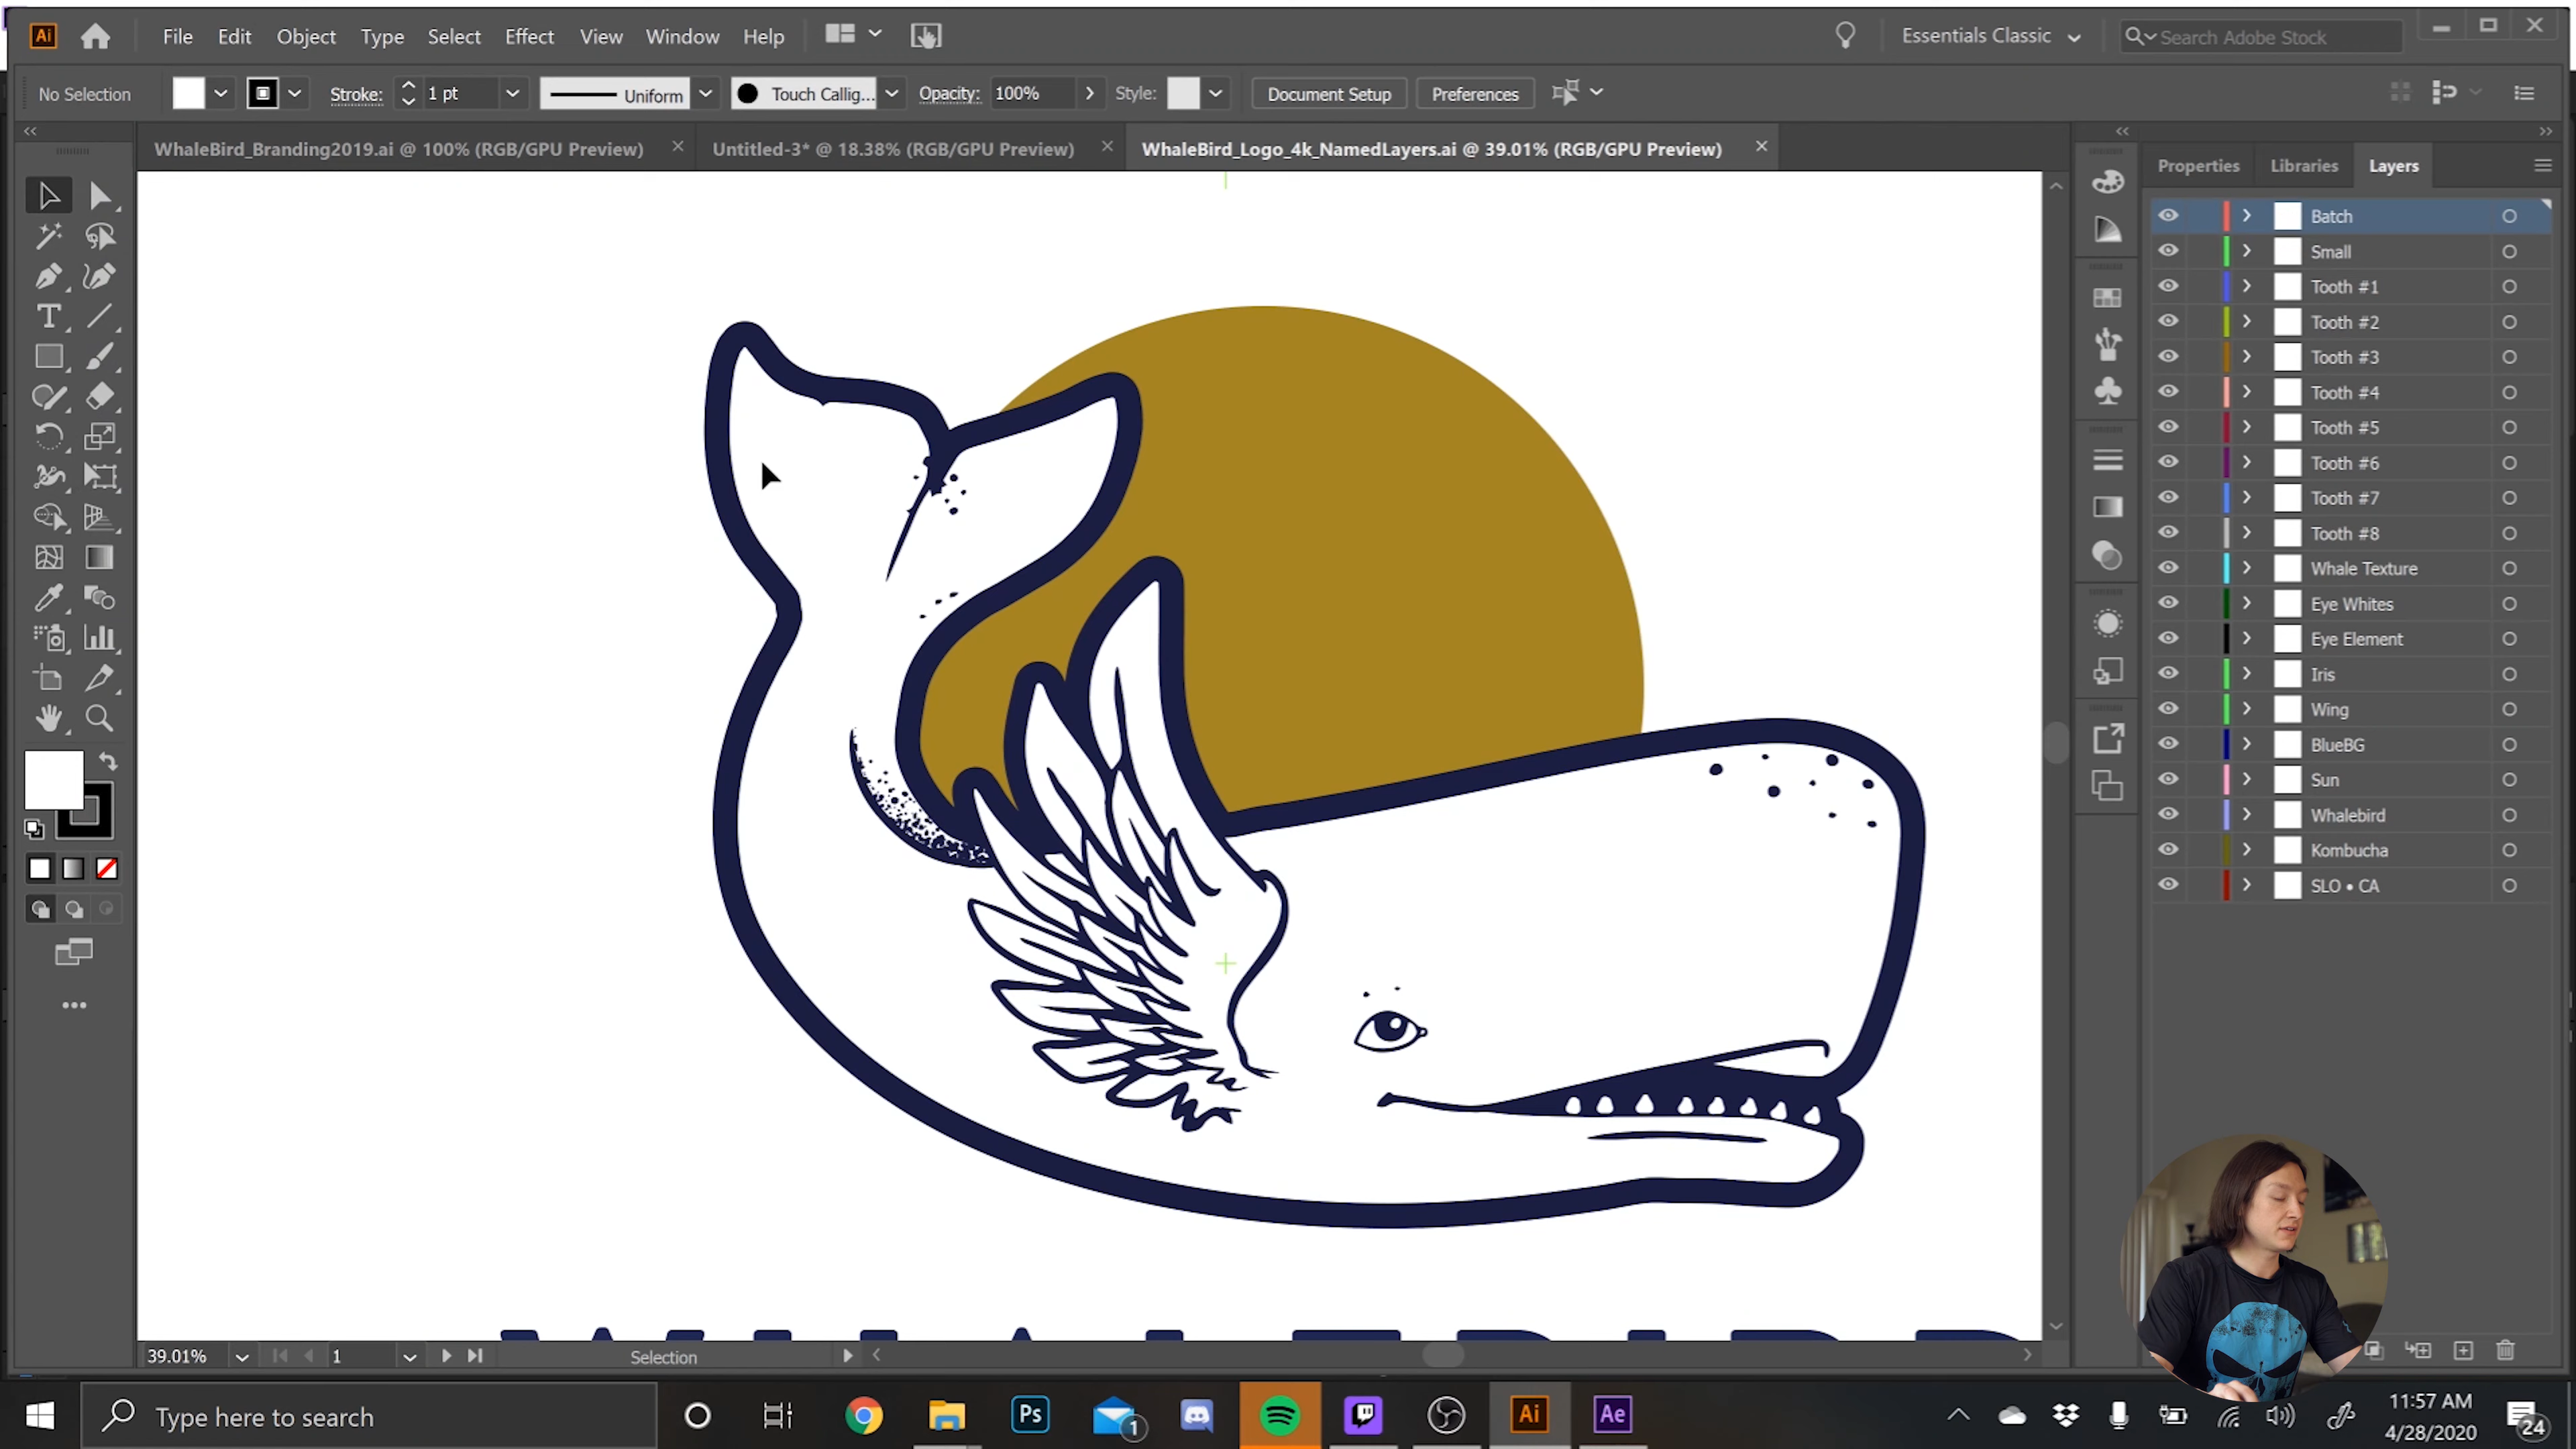 Ai File Edit Object Type Select Effect View Window Help Essentials Classic Search Adobe Stock
No Selection Stroke: 1 pt Uniform Touch Callig... Opacity: 100% Style: Document Setup Preferences
WhaleBird_Branding2019.ai @ 100% (RGB/GPU Preview) Untitled-3* @ 18.38% (RGB/GPU Preview) WhaleBird_Logo_4k_NamedLayers.ai @ 39.01% (RGB/GPU Preview)
Properties Libraries Layers
Batch
Small
Tooth #1
Tooth #2
Tooth #3
Tooth #4
Tooth #5
Tooth #6
Tooth #7
Tooth #8
Whale Texture
Eye Whites
Eye Element
Iris
Wing
BlueBG
Sun
Whalebird
Kombucha
SLO • CA
39.01% 1 Selection
Type here to search Ps 1 Ai Ae 11:57 AM
4/28/2020 24